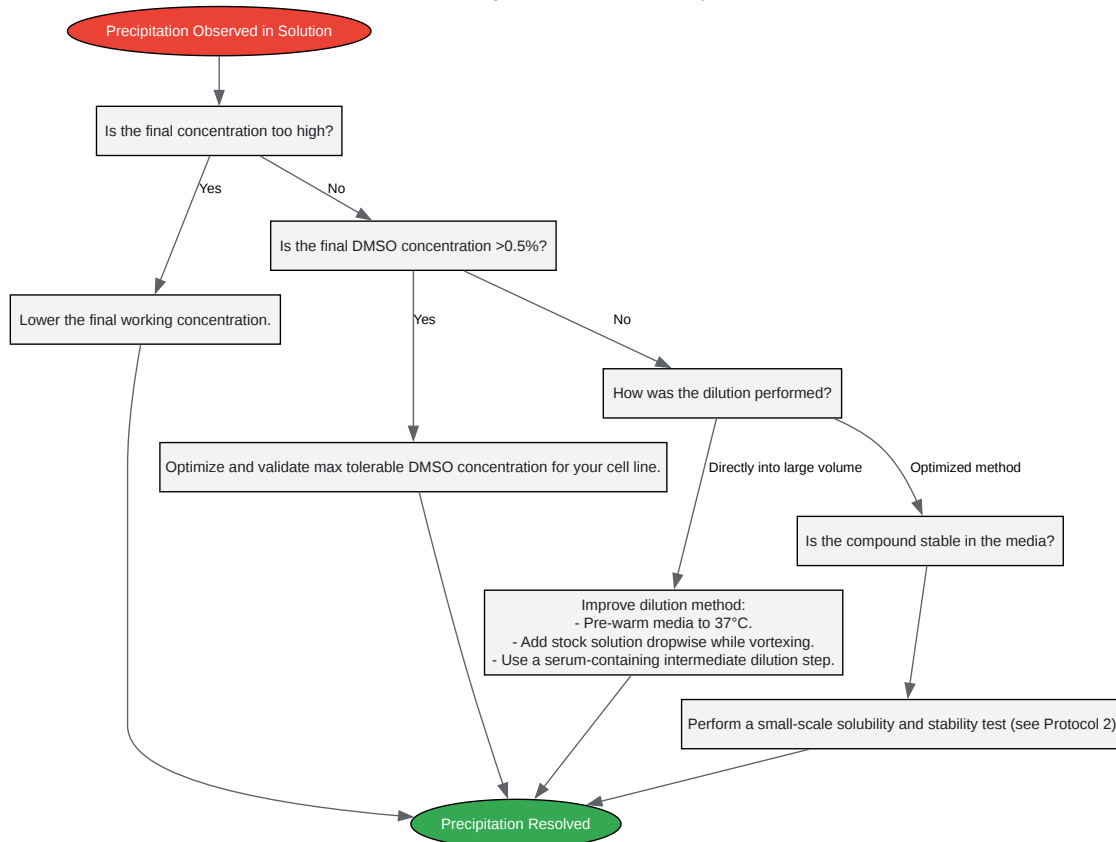 Precipitation Observed in Solution
Is the final concentration too high?
Yes
No
Is the final DMSO concentration >0.5%?
Lower the final working concentration.
Yes
No
How was the dilution performed?
Optimize and validate max tolerable DMSO concentration for your cell line.
Directly into large volume
Optimized method
Is the compound stable in the media?
Improve dilution method:
- Pre-warm media to 37°C.
- Add stock solution dropwise while vortexing.
- Use a serum-containing intermediate dilution step.
Perform a small-scale solubility and stability test (see Protocol 2)
Precipitation Resolved